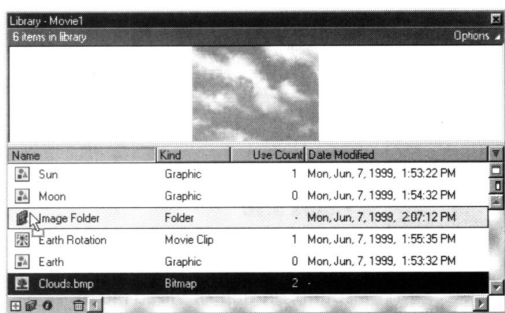 Library - Movie1
6 items in library Options
Name Kind Use Count Date Modified
Sun Graphic 1 Mon, Jun, 7, 1999, 1:53:22 PM
Moon Graphic 0 Mon, Jun, 7, 1999, 1:54:32 PM
Image Folder Folder - Mon, Jun, 7, 1999, 2:07:12 PM
Earth Rotation Movie Clip 1 Mon, Jun, 7, 1999, 1:55:35 PM
Earth Graphic 0 Mon, Jun, 7, 1999, 1:53:32 PM
Clouds.bmp Bitmap 2 -